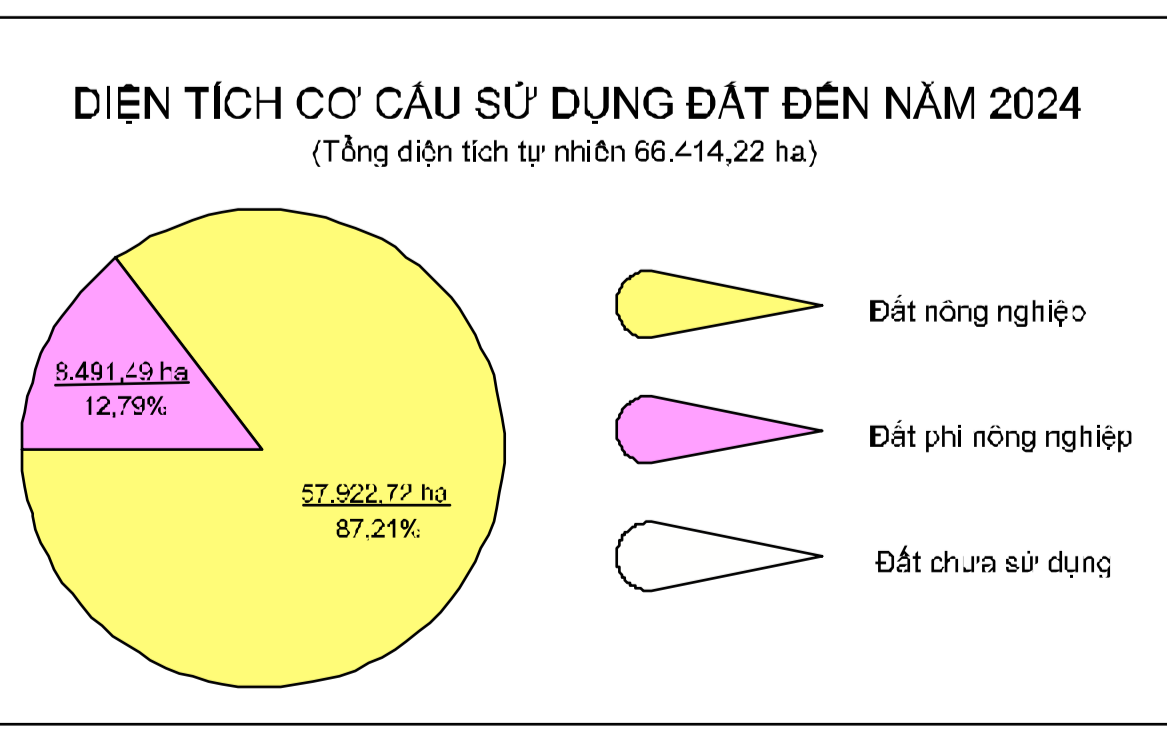 DIỆN TÍCH CƠ CẤU SỬ DỤNG ĐẤT ĐẾN NĂM 2024
(Tổng diện tích tự nhiên 66.414,22 ha)
8.491,49 ha
12,79%
57.922,72 ha
87,21%
Đất nông nghiệp
Đất phi nông nghiệp
Đất chưa sử dụng